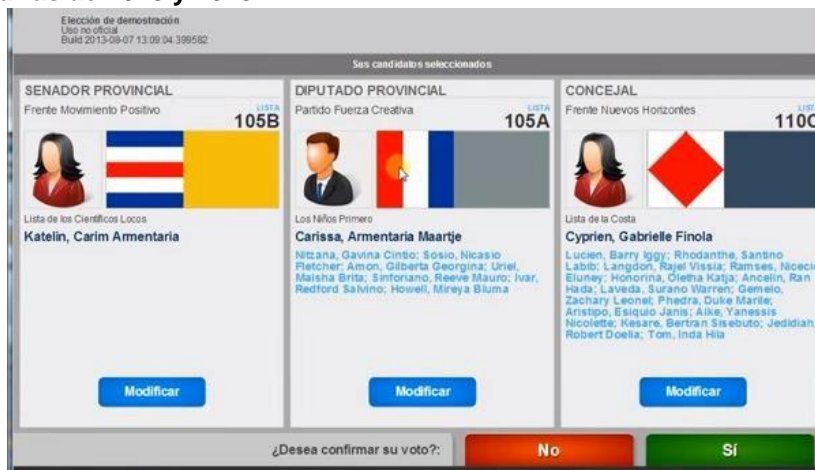 Elección de demostración
Uso no oficial
Build 2013-08-07 13:09:04.399582
Sus candidatos seleccionados
SENADOR PROVINCIAL
Frente Movimiento Positivo
LISTA
105B
Lista de los Científicos Locos
Katelin, Carim Armentaria
Modificar
DIPUTADO PROVINCIAL
Partido Fuerza Creativa
LISTA
105A
Los Niños Primero
Carissa, Armentaria Maartje
Nitzana, Gavina Cintio; Sosio, Nicasio
Fletcher; Amon, Gilberta Georgina; Uriel,
Maisha Brita; Sinforiano, Reeve Mauro; Ivar,
Redford Salvino; Howell, Mireya Bluma
Modificar
CONCEJAL
Frente Nuevos Horizontes
110C
Lista de la Costa
Cyprien, Gabrielle Finola
Lucien, Barry Iggy; Rhodanthe, Santino
Labib; Langdon, Rajel Vissia; Ramses,
Eluney; Honorina, Oletha Katja; Ancelin, Ran
Hada; Laveda, Surano Warren; Gemelo,
Zachary Leonel; Phedra, Duke Marile;
Aristipo, Esiquio Janis; Aike, Yanessis
Nicolette; Kesare, Bertran Sisebuto; Jedidiah,
Robert Doelia; Tom, Inda Hila
Modificar
¿Desea confirmar su voto?:
No
Sí